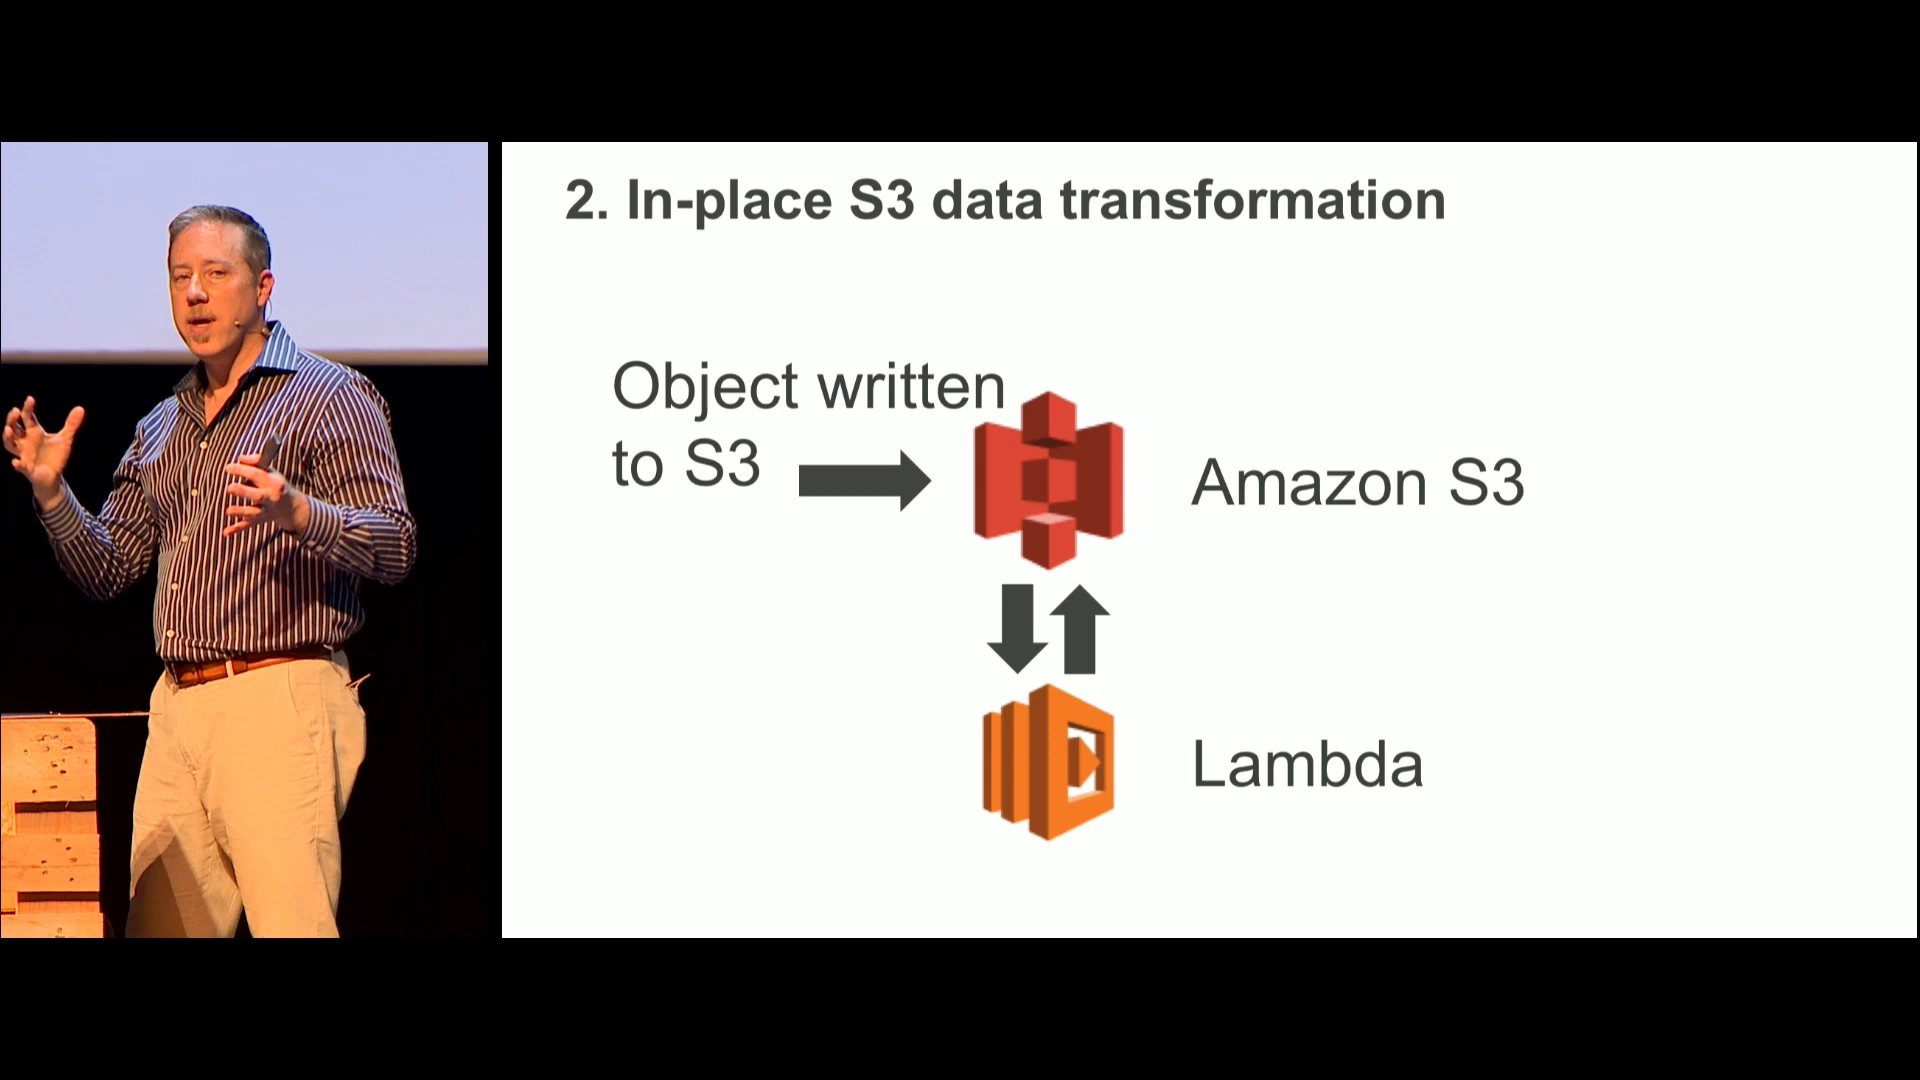 2. In-place S3 data transformation
Object written
to S3
Amazon S3
Lambda